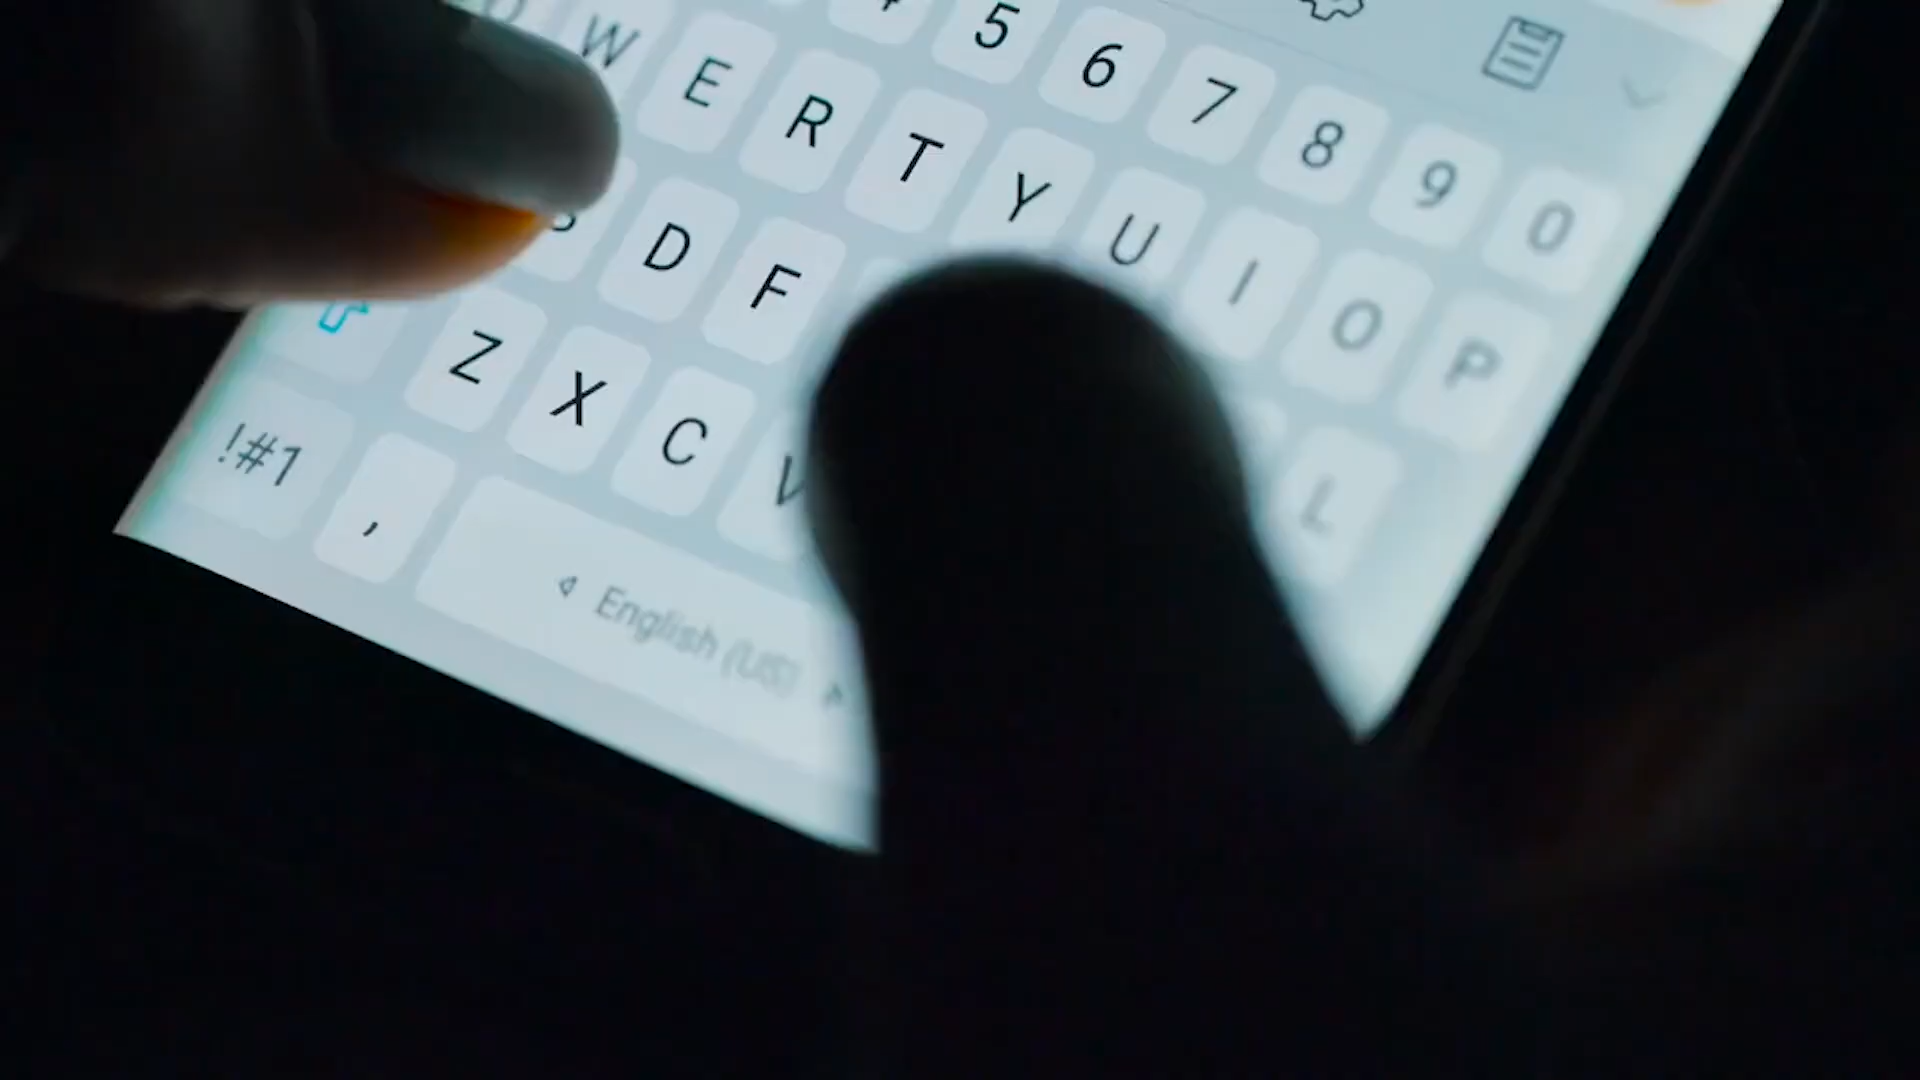 5 6 7 8 9 0
W E R T Y U I O P
S D F L
Z X C V
!#1 , English (US)